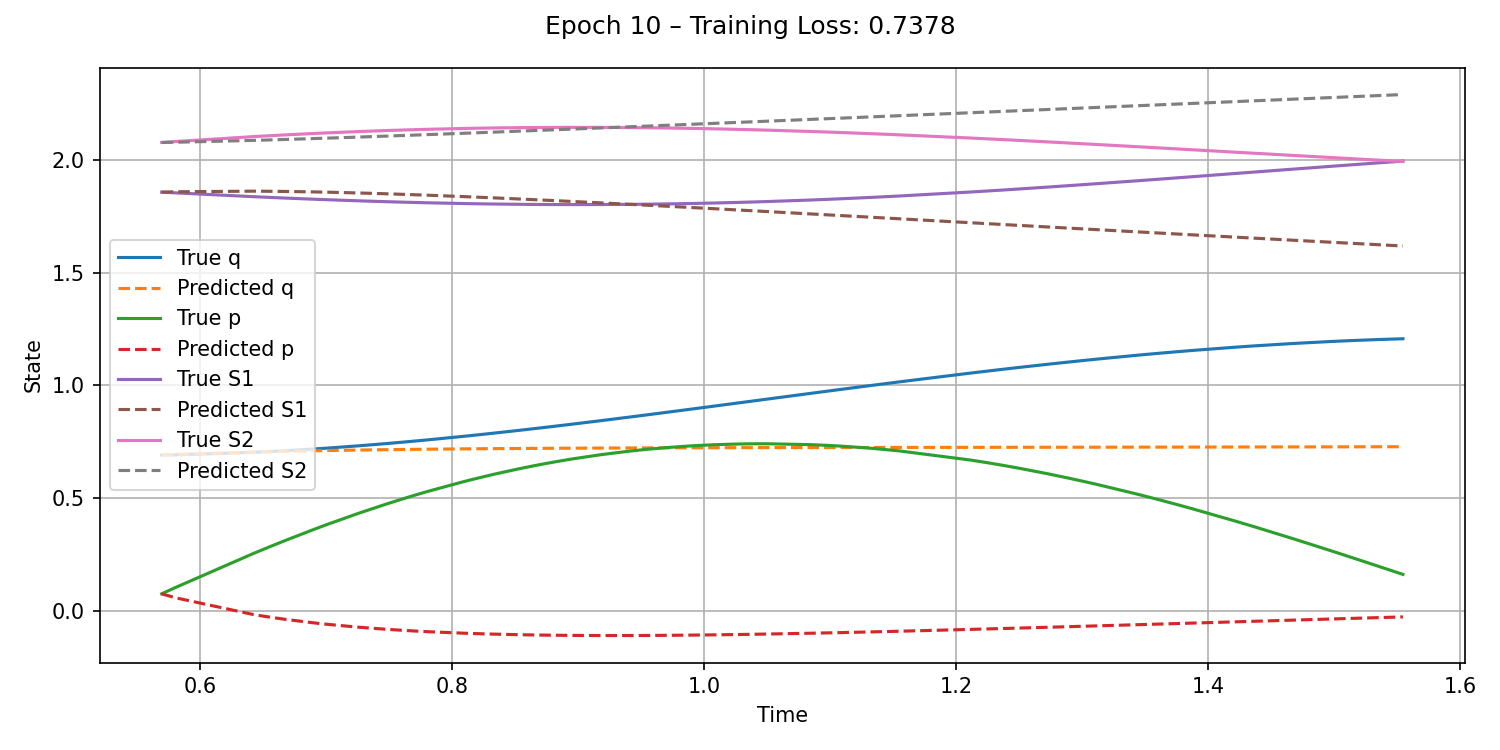 Epoch 10 – Training Loss: 0.7378
2.0
1.5
1.0
0.5
0.0
State
True q
Predicted q
True p
Predicted p
True S1
Predicted S1
True S2
Predicted S2
0.6 0.8 1.0 1.2 1.4 1.6
Time